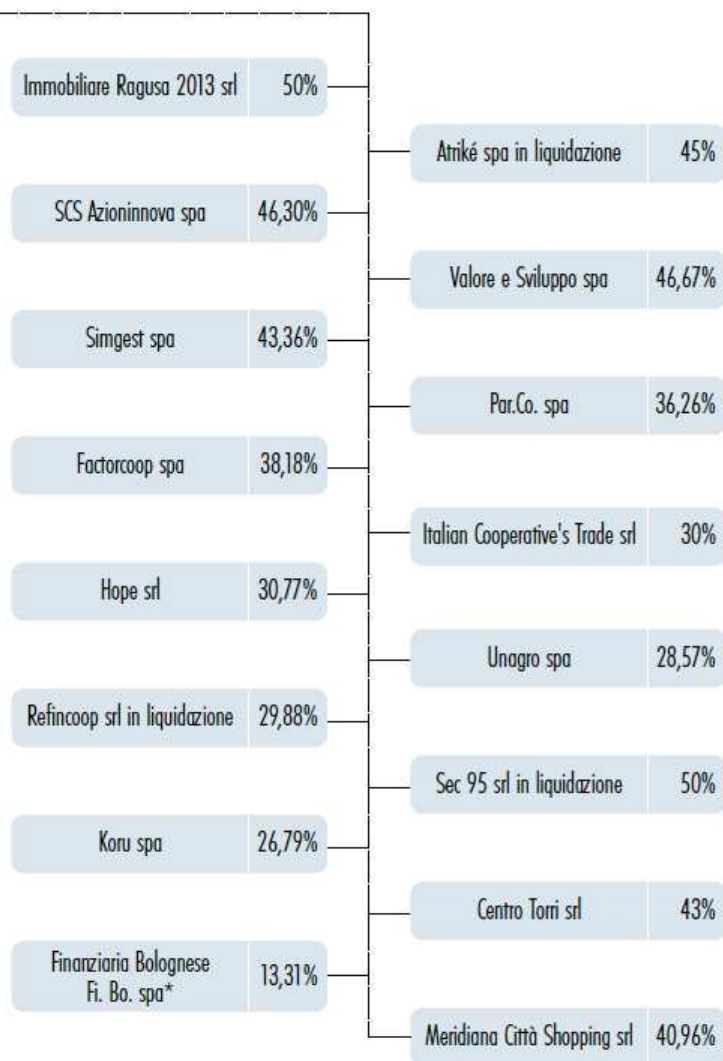 Immobiliare Ragusa 2013 srl 50%
Atriké spa in liquidazione 45%
SCS Azioninnova spa 46,30%
Valore e Sviluppo spa 46,67%
Simgest spa 43,36%
Par.Co. spa 36,26%
Factorcoop spa 38,18%
Italian Cooperative's Trade srl 30%
Hope srl 30,77%
Unagro spa 28,57%
Refincoop srl in liquidazione 29,88%
Sec 95 srl in liquidazione 50%
Koru spa 26,79%
Centro Torri srl 43%
Finanziaria Bolognese
Fi. Bo. spa* 13,31%
Meridiana Città Shopping srl 40,96%